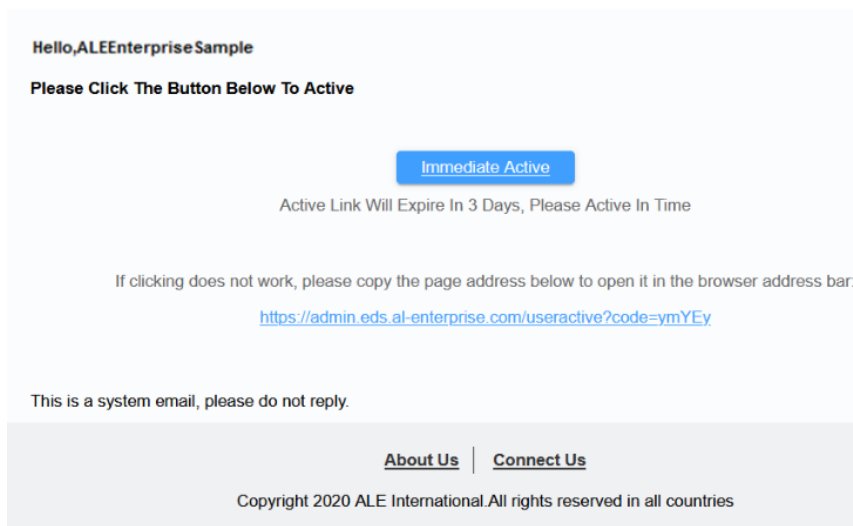 Hello,ALEEnterpriseSample
Please Click The Button Below To Active
Immediate Active
Active Link Will Expire In 3 Days, Please Active In Time
If clicking does not work, please copy the page address below to open it in the browser address bar:
https://admin.eds.al-enterprise.com/useractive?code=ymYEy
This is a system email, please do not reply.
About Us | Connect Us
Copyright 2020 ALE International.All rights reserved in all countries